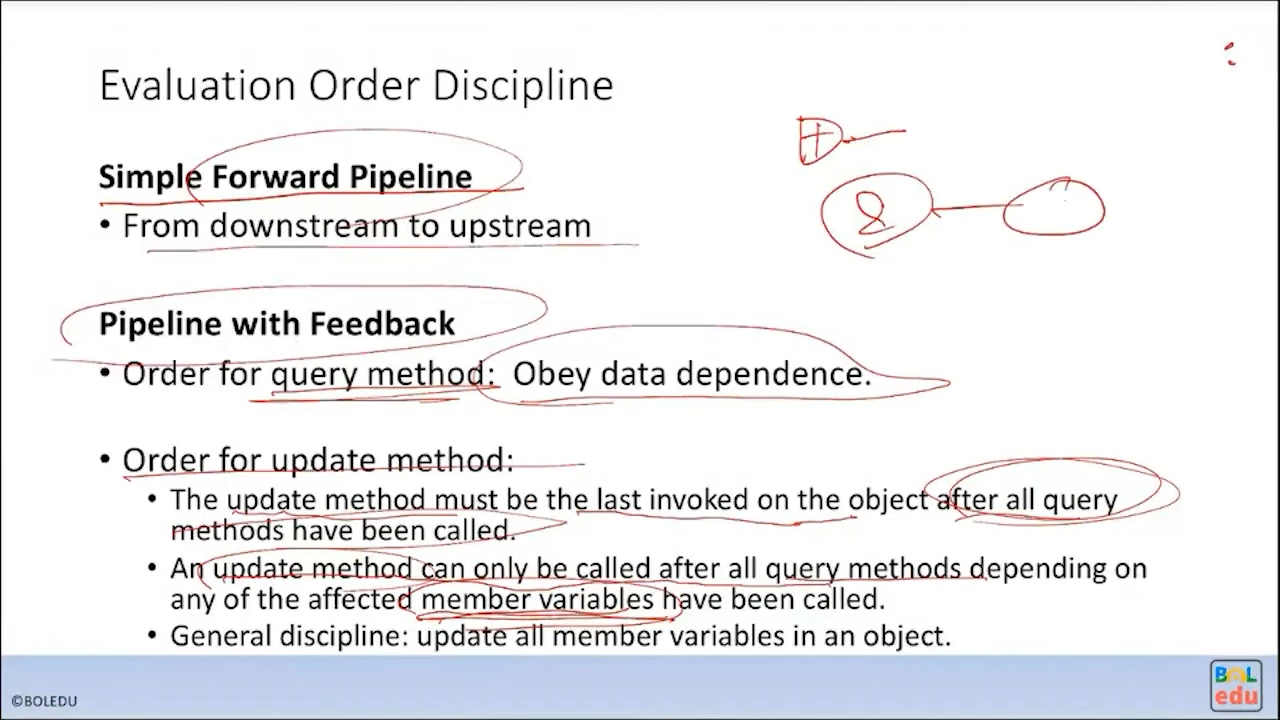 Evaluation Order Discipline
Simple Forward Pipeline
• From downstream to upstream
Pipeline with Feedback
• Order for query method: Obey data dependence.
• Order for update method:
• The update method must be the last invoked on the object after all query
methods have been called.
• An update method can only be called after all query methods depending on
any of the affected member variables have been called.
• General discipline: update all member variables in an object.
©BOLEDU
BOL
edu